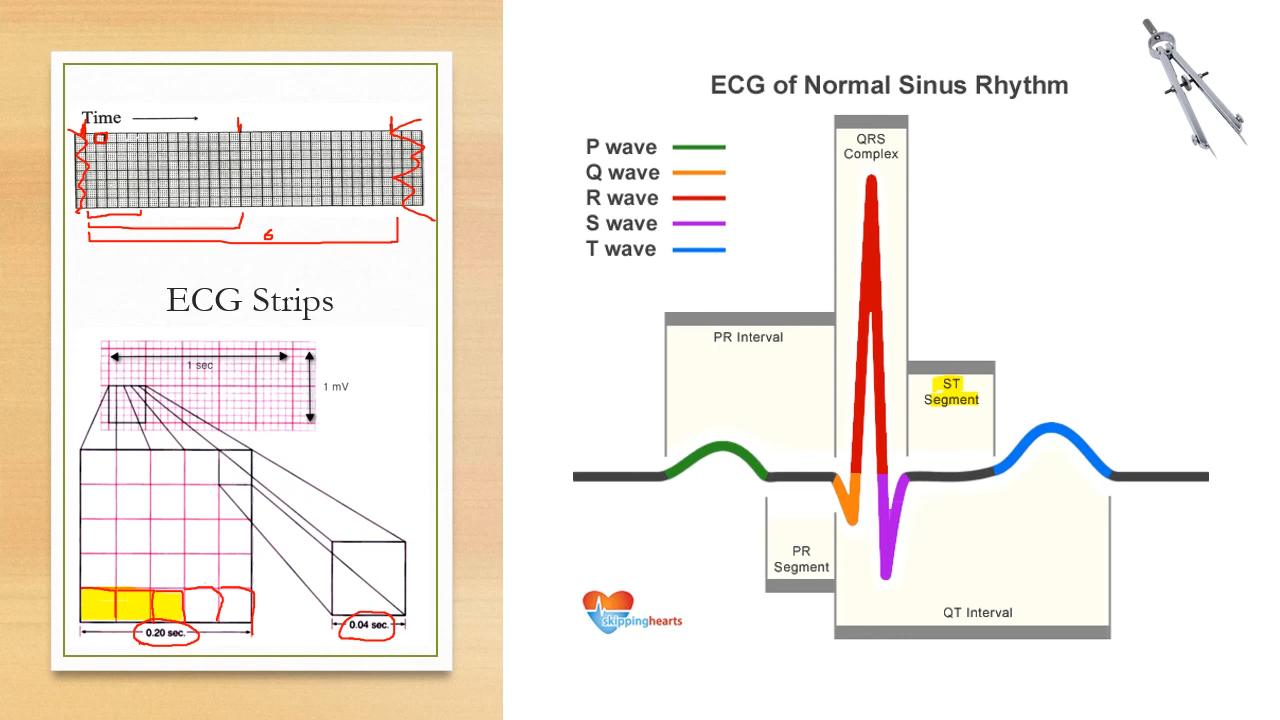 Time
6
ECG Strips
1 sec
1 mV
0.20 sec.
0.04 sec.
ECG of Normal Sinus Rhythm
P wave
Q wave
R wave
S wave
T wave
QRS
Complex
PR Interval
ST
Segment
PR
Segment
QT Interval
skippinghearts